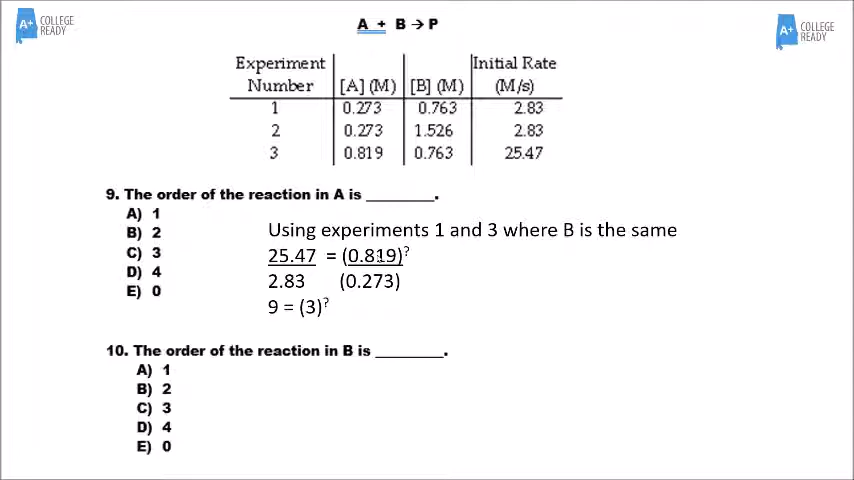 A+ COLLEGE READY
A + B → P
A+ COLLEGE READY
Experiment Number [A] (M) [B] (M) Initial Rate (M/s)
1 0.273 0.763 2.83
2 0.273 1.526 2.83
3 0.819 0.763 25.47
9. The order of the reaction in A is ________.
A) 1
B) 2
C) 3
D) 4
E) 0
Using experiments 1 and 3 where B is the same
25.47 = (0.819)?
2.83 (0.273)
9 = (3)?
10. The order of the reaction in B is ________.
A) 1
B) 2
C) 3
D) 4
E) 0